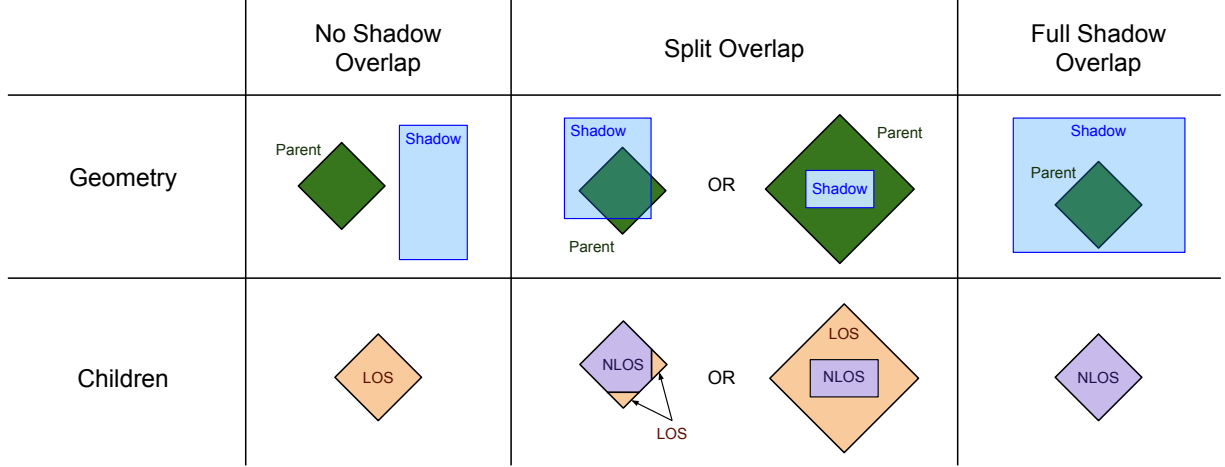 No Shadow
Overlap
Split Overlap
Full Shadow
Overlap
Geometry
Parent
Shadow
Shadow
Parent
OR
Parent
Shadow
Shadow
Parent
Children
LOS
NLOS
LOS
OR
LOS
NLOS
NLOS